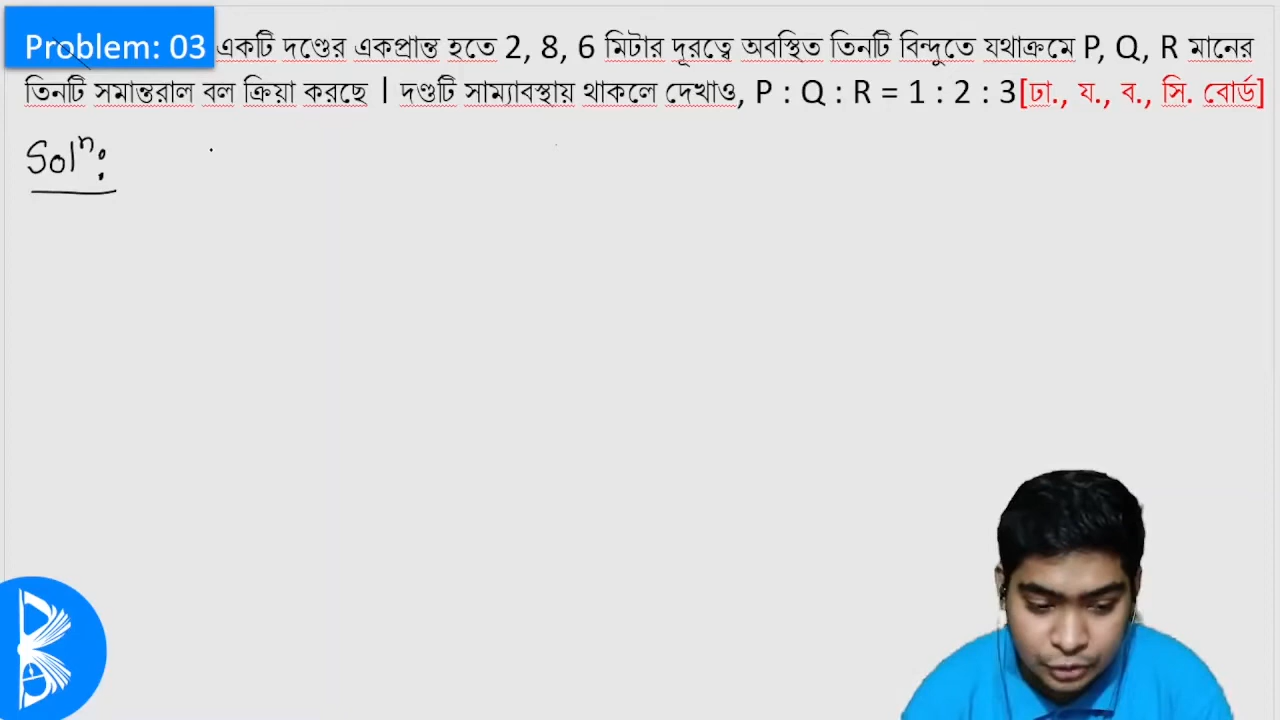 Problem: 03 একটি দণ্ডের একপ্রান্ত হতে 2, 8, 6 মিটার দূরত্বে অবস্থিত তিনটি বিন্দুতে যথাক্রমে P, Q, R মানের
তিনটি সমান্তরাল বল ক্রিয়া করছে । দণ্ডটি সাম্যাবস্থায় থাকলে দেখাও, P : Q : R = 1 : 2 : 3[ঢা., য., ব., সি. বোর্ড]
Solⁿ: